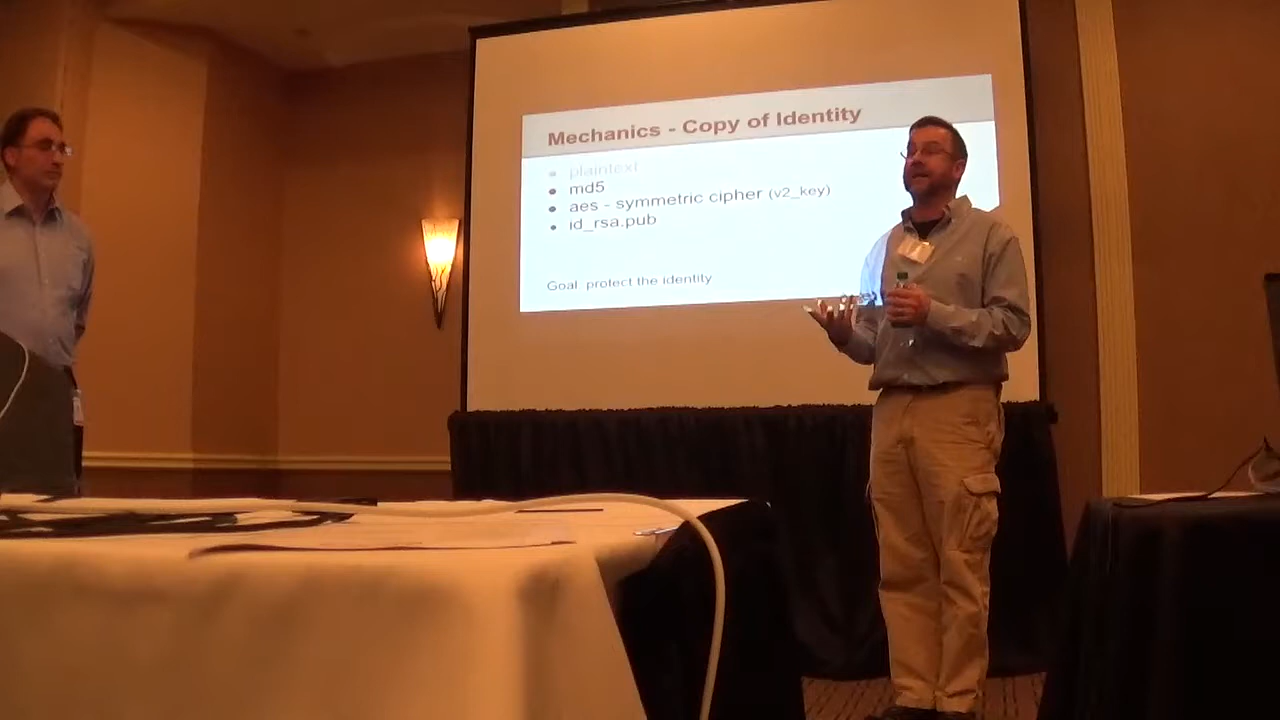 Mechanics - Copy of Identity
plaintext
md5
aes - symmetric cipher (v2_key)
id_rsa.pub
Goal: protect the identity